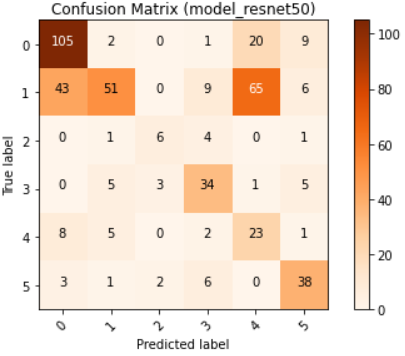 Confusion Matrix (model_resnet50)
True label
0 105 2 0 1 20 9
1 43 51 0 9 65 6
2 0 1 6 4 0 1
3 0 5 3 34 1 5
4 8 5 0 2 23 1
5 3 1 2 6 0 38
0 1 2 3 4 5
Predicted label
100
80
60
40
20
0